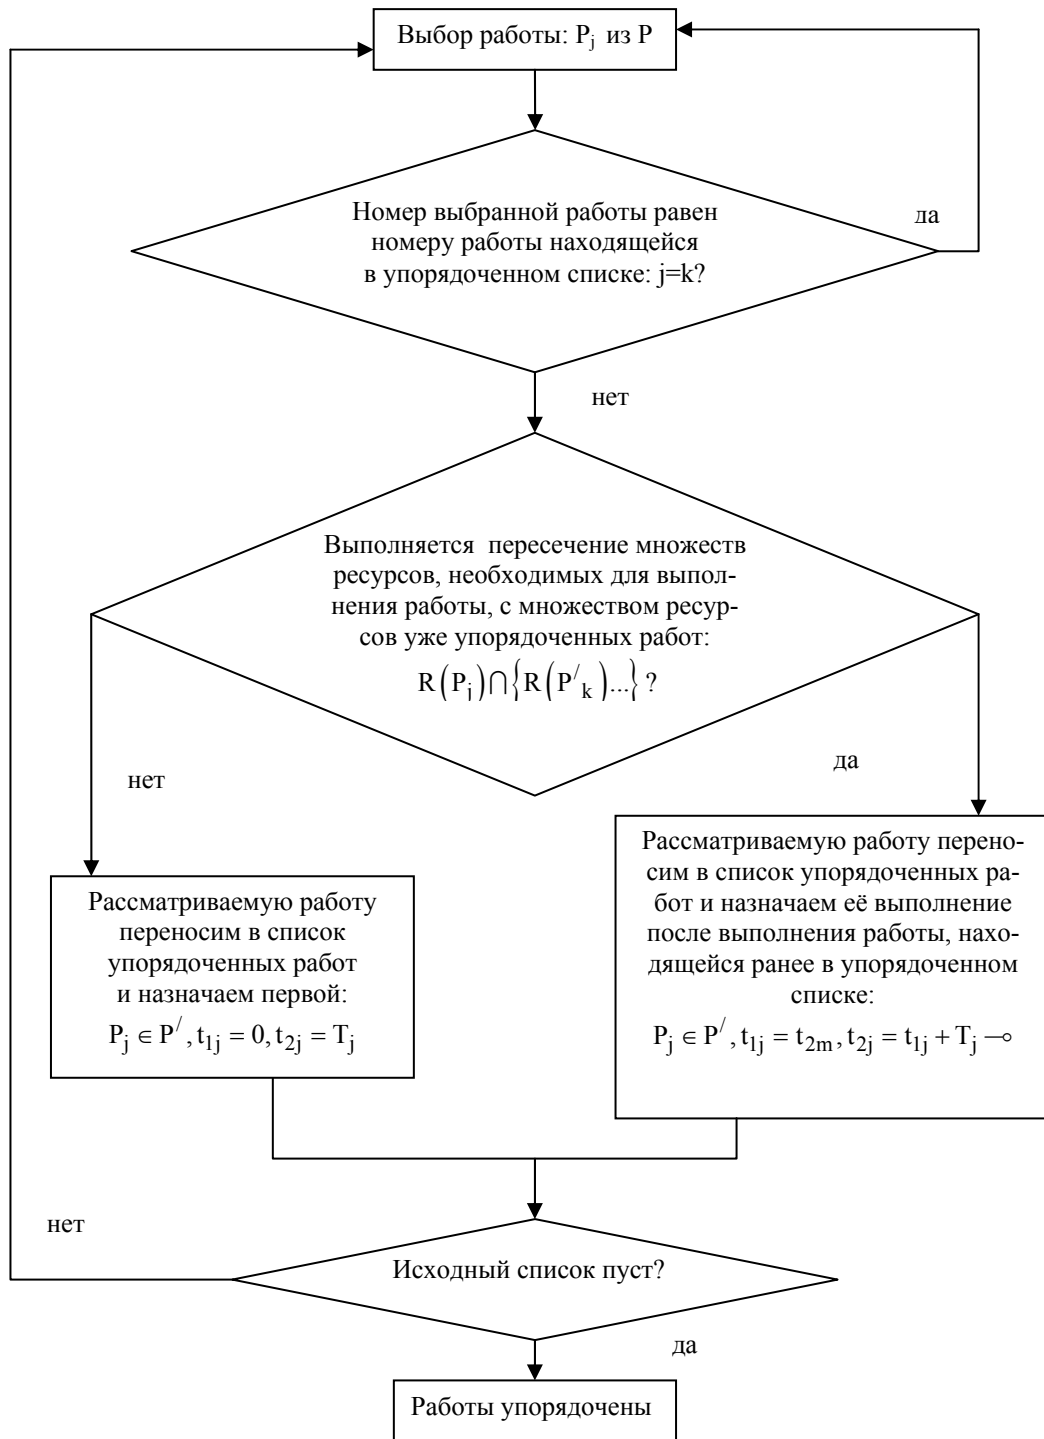 Выбор работы: Pj из P
Номер выбранной работы равен
номеру работы находящейся
в упорядоченном списке: j=k?
да
нет
Выполняется пересечение множеств
ресурсов, необходимых для выпол-
нения работы, с множеством ресур-
сов уже упорядоченных работ:
R(Pj)∩{R(P/k)...} ?
нет
да
Рассматриваемую работу
переносим в список
упорядоченных работ
и назначаем первой:
Pj ∈ P/, t1j = 0, t2j = Tj
Рассматриваемую работу перено-
сим в список упорядоченных ра-
бот и назначаем её выполнение
после выполнения работы, нахо-
дящейся ранее в упорядоченном
списке:
Pj ∈ P/, t1j = t2m, t2j = t1j + Tj ⊸
нет
Исходный список пуст?
да
Работы упорядочены